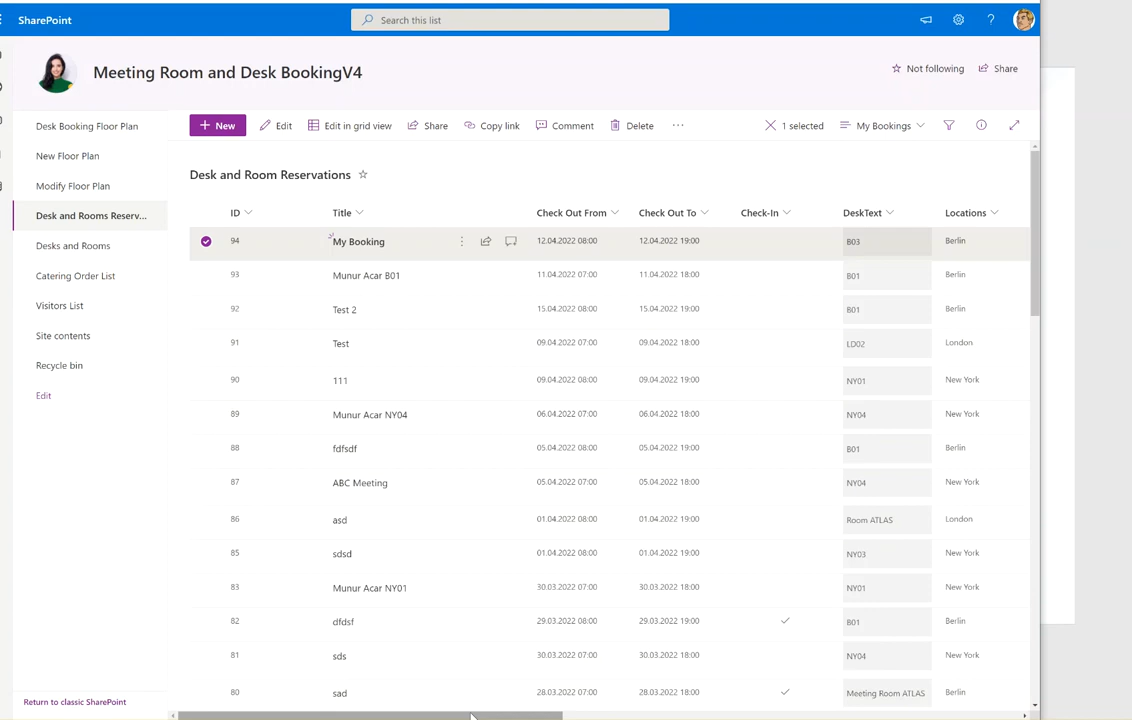 SharePoint
Search this list
Meeting Room and Desk BookingV4
Not following
Share
Desk Booking Floor Plan
New Floor Plan
Modify Floor Plan
Desk and Rooms Reserv...
Desks and Rooms
Catering Order List
Visitors List
Site contents
Recycle bin
Edit
Return to classic SharePoint
New Edit Edit in grid view Share Copy link Comment Delete ... 1 selected My Bookings
Desk and Room Reservations
ID Title Check Out From Check Out To Check-In DeskText Locations
94 My Booking 12.04.2022 08:00 12.04.2022 19:00 B03 Berlin
93 Munur Acar B01 11.04.2022 07:00 11.04.2022 18:00 B01 Berlin
92 Test 2 15.04.2022 08:00 15.04.2022 19:00 B01 Berlin
91 Test 09.04.2022 07:00 09.04.2022 18:00 LD02 London
90 111 09.04.2022 08:00 09.04.2022 19:00 NY01 New York
89 Munur Acar NY04 06.04.2022 07:00 06.04.2022 18:00 NY04 New York
88 fdfsdf 05.04.2022 08:00 05.04.2022 19:00 B01 Berlin
87 ABC Meeting 05.04.2022 07:00 05.04.2022 18:00 NY04 New York
86 asd 01.04.2022 08:00 01.04.2022 19:00 Room ATLAS London
85 sdsd 01.04.2022 08:00 01.04.2022 19:00 NY03 New York
83 Munur Acar NY01 30.03.2022 07:00 30.03.2022 18:00 NY01 New York
82 dfdsf 29.03.2022 08:00 29.03.2022 19:00 B01 Berlin
81 sds 30.03.2022 07:00 30.03.2022 18:00 NY04 New York
80 sad 28.03.2022 07:00 28.03.2022 18:00 Meeting Room ATLAS Berlin